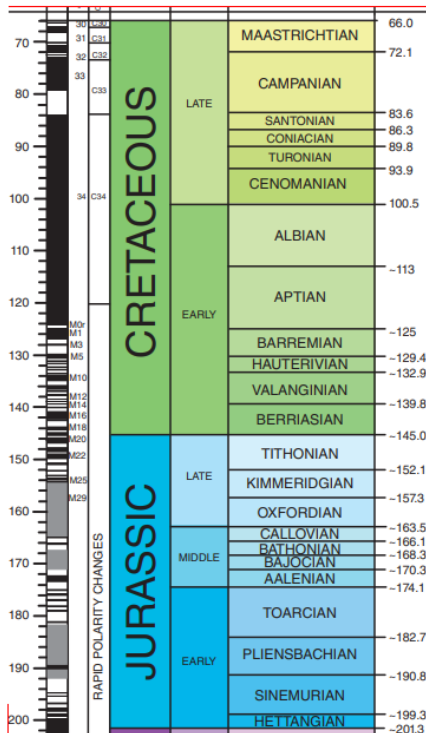 30
C30
66.0
31
C31
MAASTRICHTIAN
70
32
C32
72.1
33
C33
80
CAMPANIAN
LATE
83.6
SANTONIAN
86.3
CONIACIAN
90
89.8
TURONIAN
93.9
CENOMANIAN
34
C34
100
100.5
CRETACEOUS
ALBIAN
110
~113
APTIAN
120
EARLY
M0r
~125
M1
M3
BARREMIAN
130
M5
~129.4
HAUTERIVIAN
~132.9
M10
VALANGINIAN
M12
140
M14
~139.8
M16
BERRIASIAN
M18
M20
~145.0
M22
TITHONIAN
150
~152.1
LATE
M25
KIMMERIDGIAN
M29
~157.3
160
OXFORDIAN
~163.5
CALLOVIAN
~166.1
MIDDLE
BATHONIAN
~168.3
170
BAJOCIAN
~170.3
AALENIAN
~174.1
JURASSIC
RAPID POLARITY CHANGES
TOARCIAN
180
~182.7
EARLY
PLIENSBACHIAN
190
~190.8
SINEMURIAN
~199.3
200
HETTANGIAN
~201.3